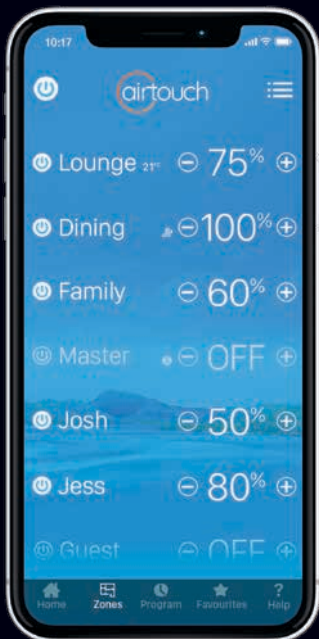 10:17
airtouch
Lounge 21° 75%
Dining 100%
Family 60%
Master OFF
Josh 50%
Jess 80%
Guest OFF
Home Zones Program Favourites ? Help